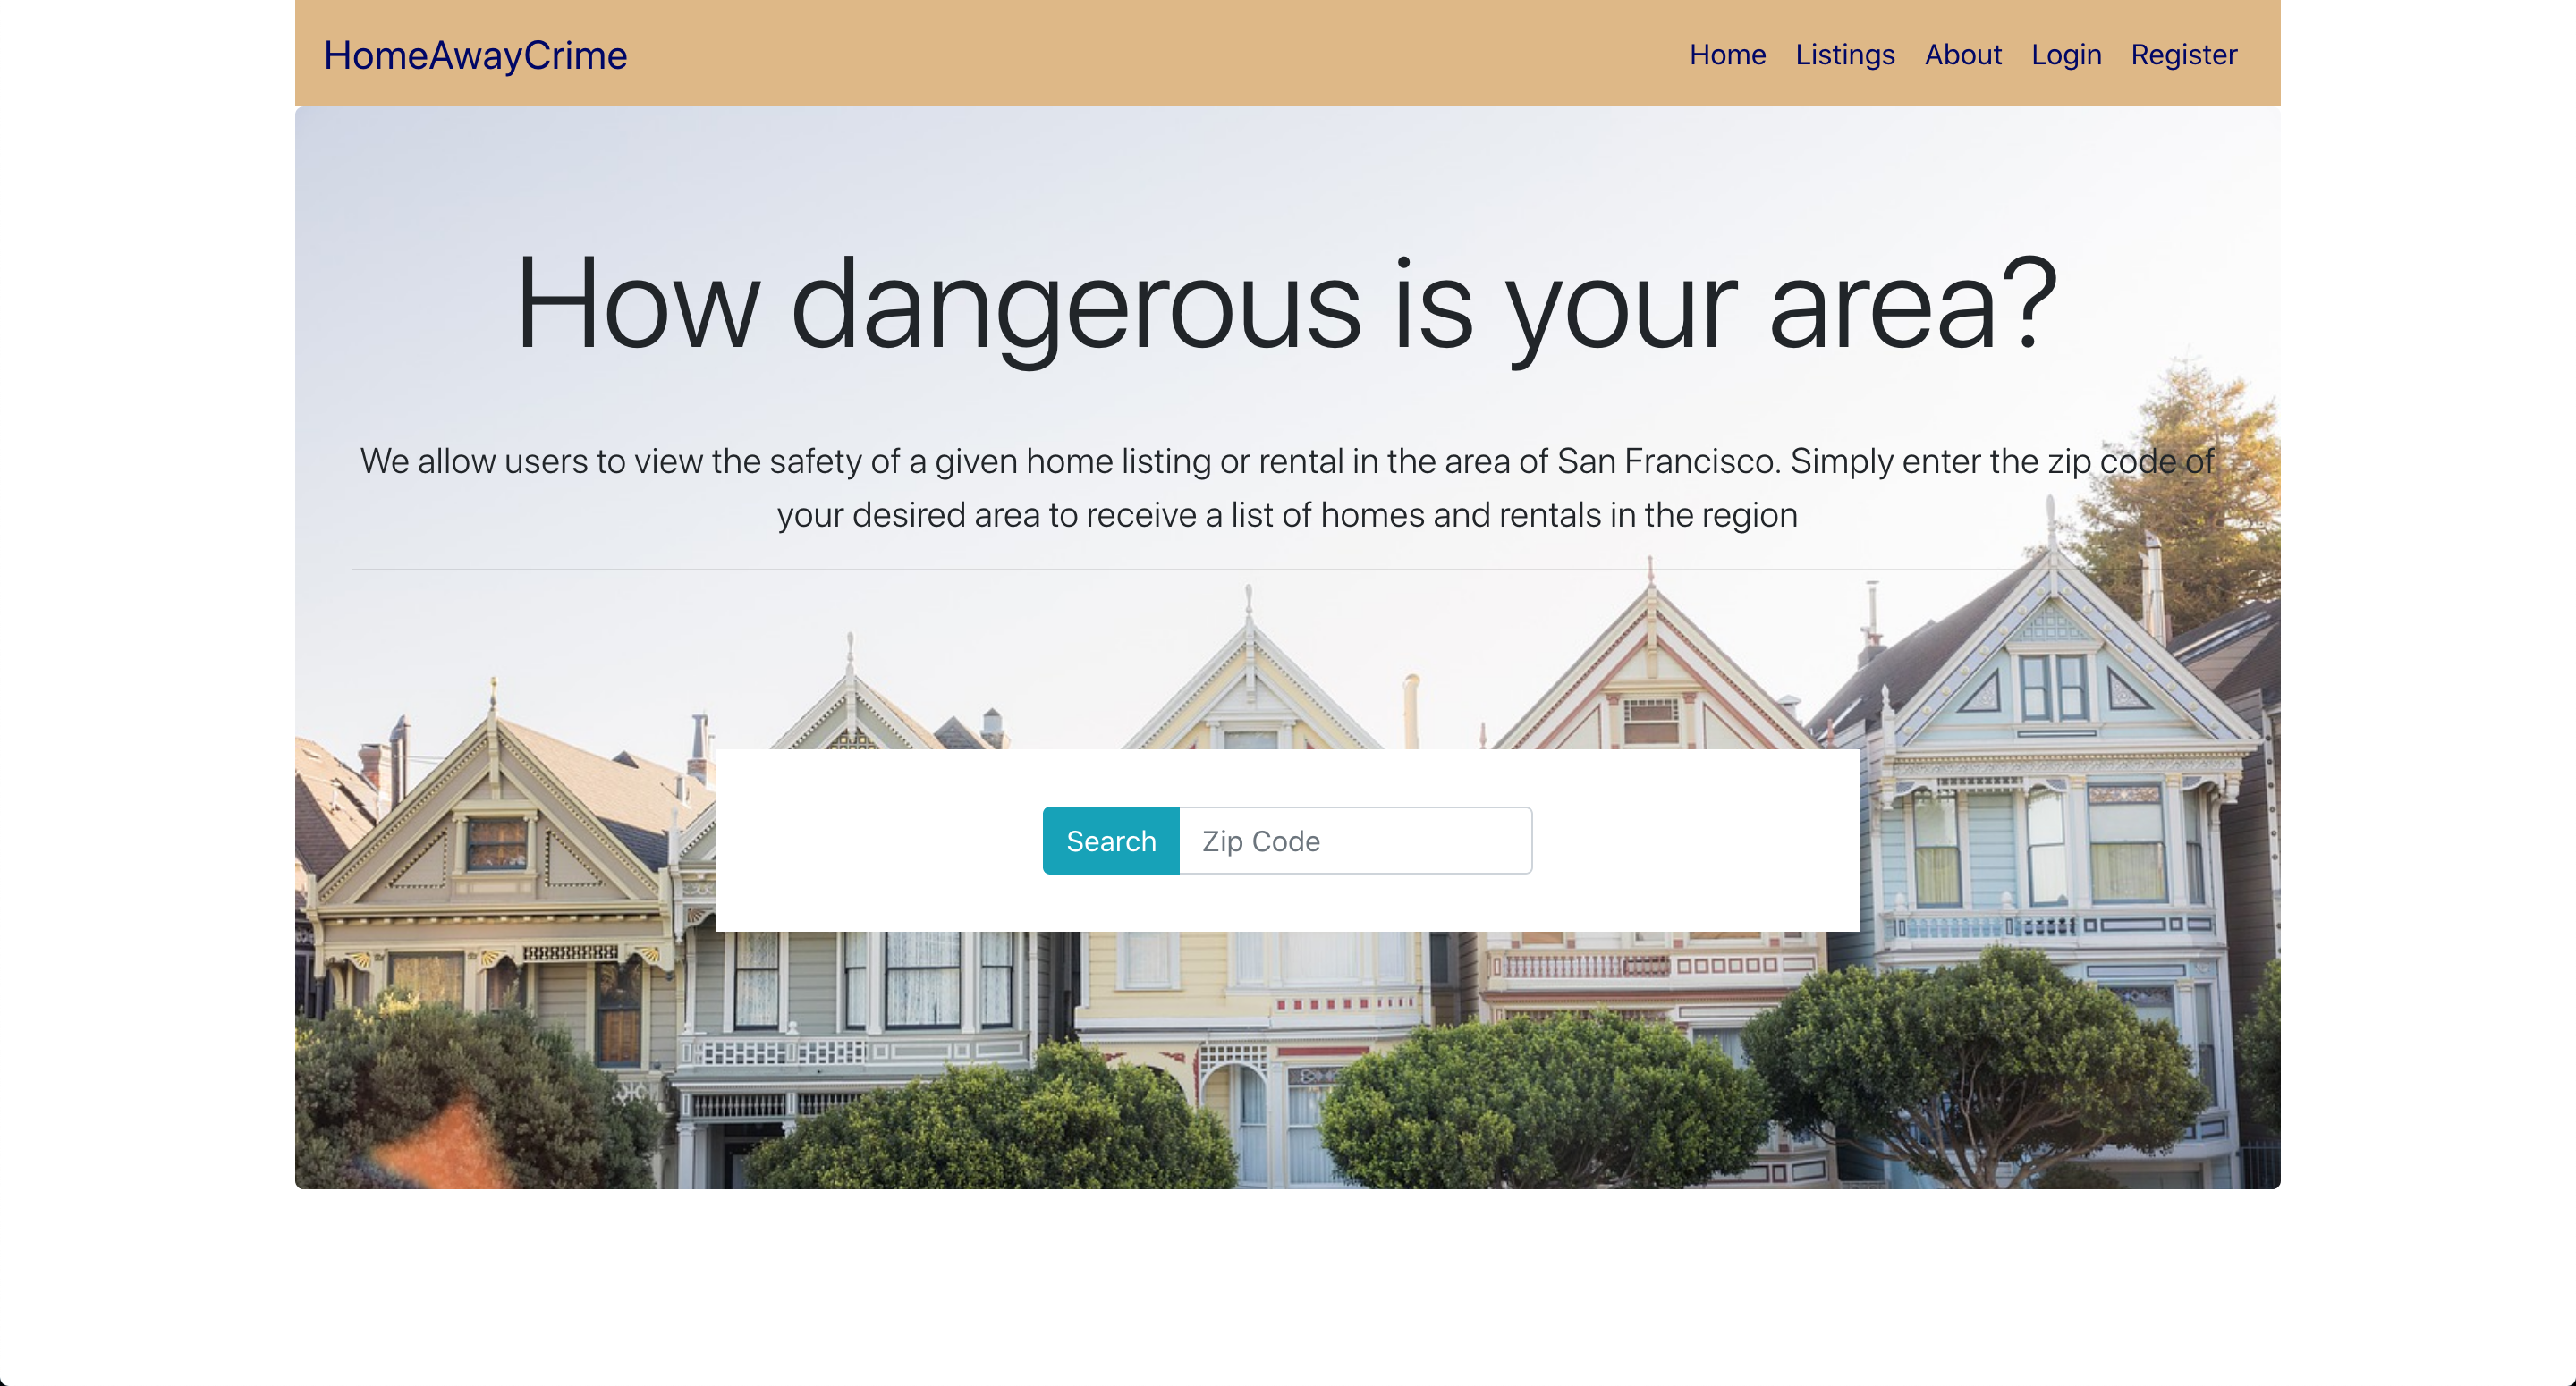 HomeAwayCrime
Home Listings About Login Register
How dangerous is your area?
We allow users to view the safety of a given home listing or rental in the area of San Francisco. Simply enter the zip code of
your desired area to receive a list of homes and rentals in the region
Search Zip Code